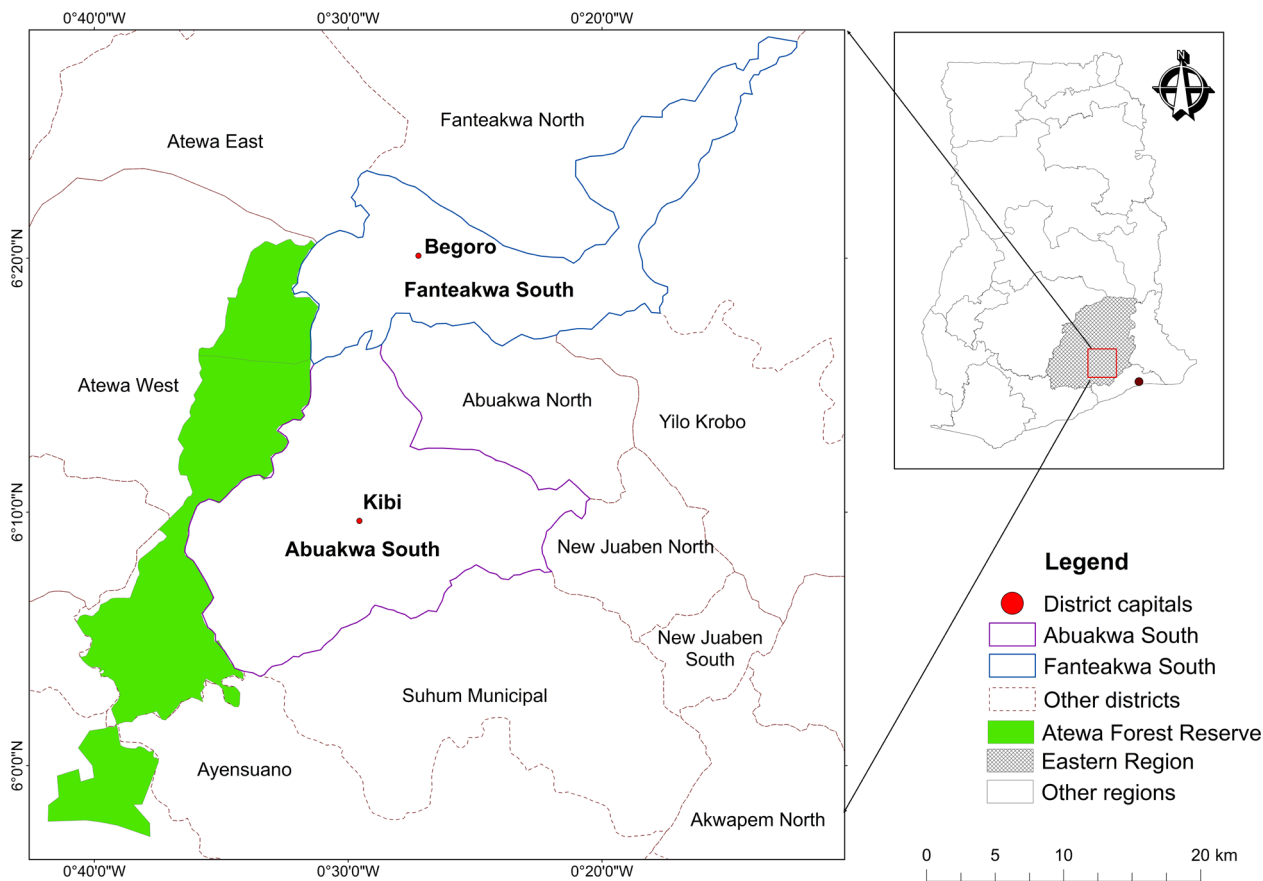 0°40'0"W
0°30'0"W
0°20'0"W
N
Fanteakwa North
Atewa East
6°20'0"N
Begoro
Fanteakwa South
Atewa West
Abuakwa North
Yilo Krobo
Kibi
6°10'0"N
Abuakwa South
New Juaben North
New Juaben
South
Suhum Municipal
6°0'0"N
Ayensuano
Akwapem North
0°40'0"W
0°30'0"W
0°20'0"W
Legend
District capitals
Abuakwa South
Fanteakwa South
Other districts
Atewa Forest Reserve
Eastern Region
Other regions
0 5 10 20 km